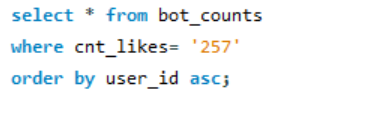 select * from bot_counts
where cnt_likes= '257'
order by user_id asc;